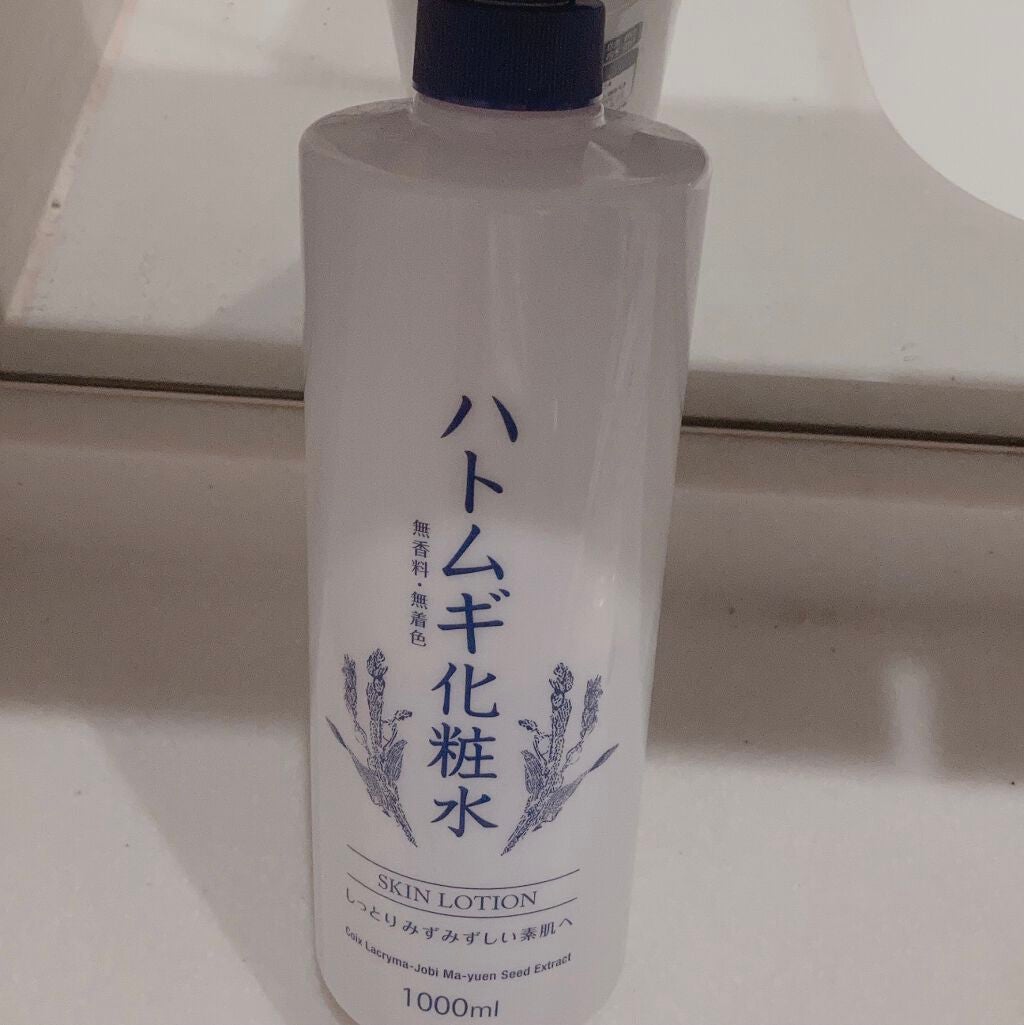 ハトムギ化粧水
無香料・無着色
SKIN LOTION
しっとりみずみずしい素肌へ
Coix Lacryma-Jobi Ma-yuen Seed Extract
1000ml